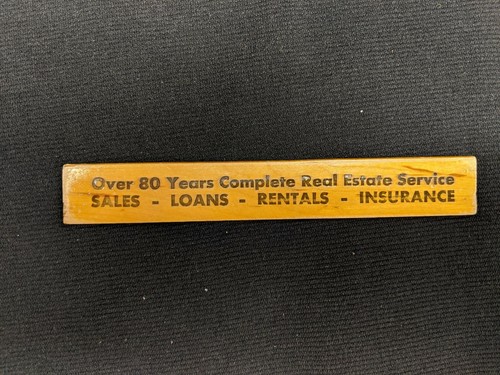 Over 80 Years Complete Real Estate Service
SALES - LOANS - RENTALS - INSURANCE